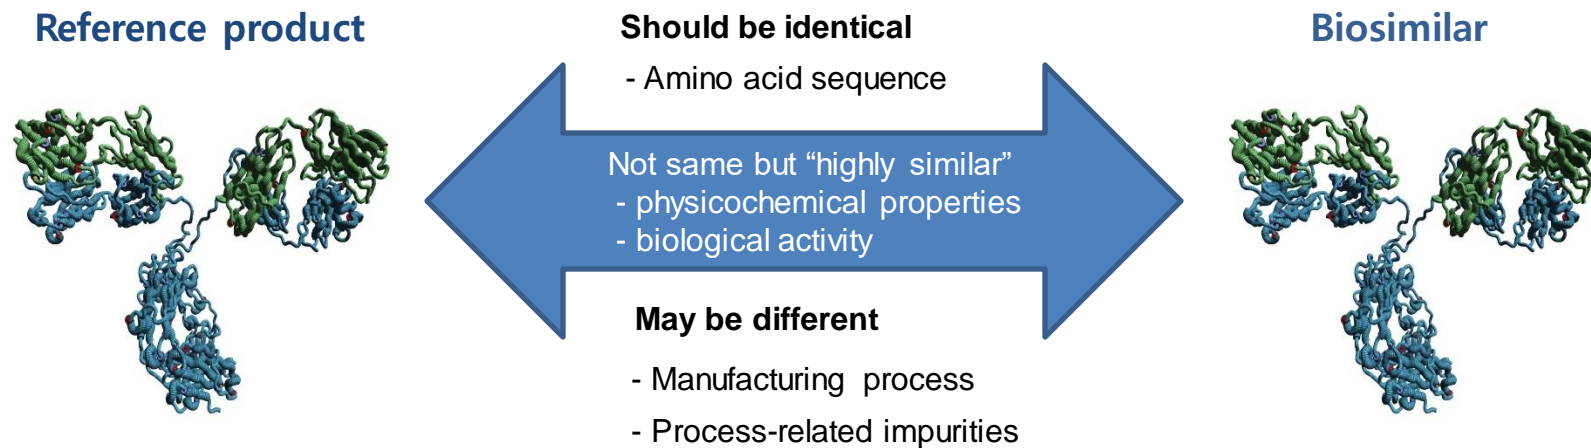 Reference product
Should be identical
- Amino acid sequence
Biosimilar
Not same but “highly similar”
- physicochemical properties
- biological activity
May be different
- Manufacturing process
- Process-related impurities